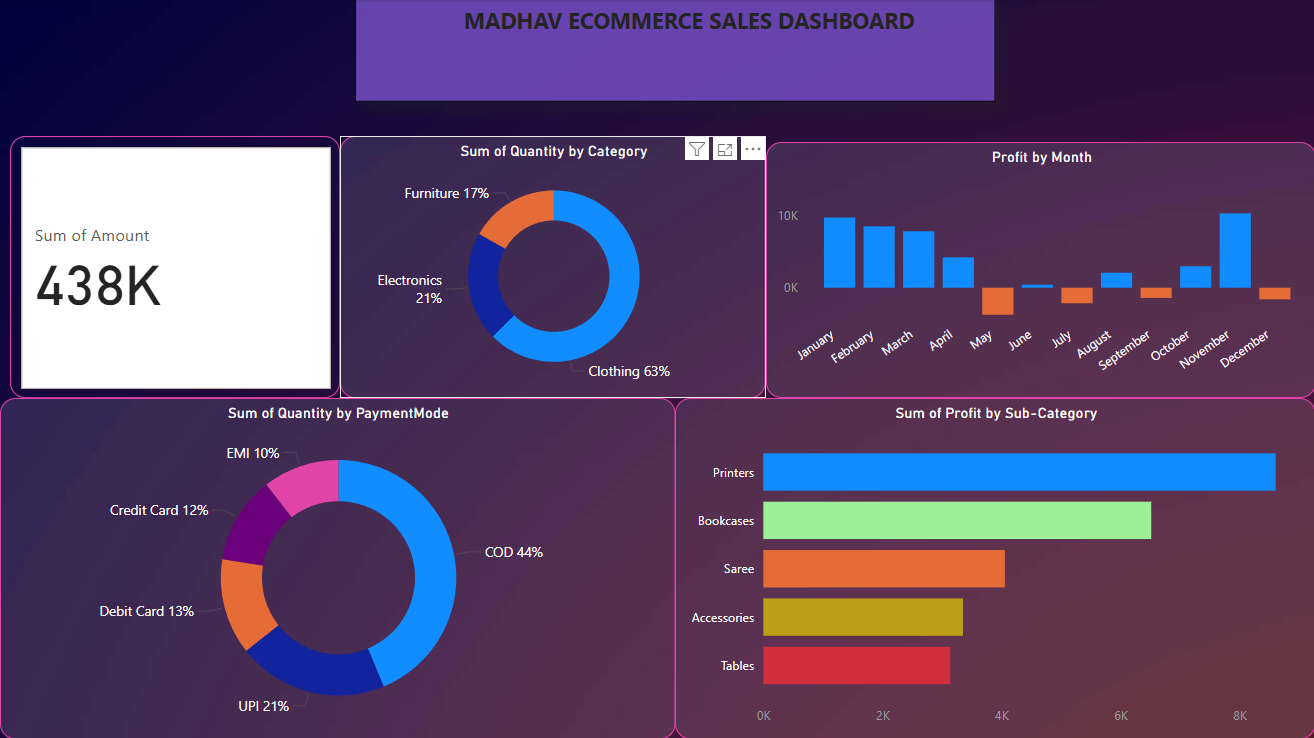 MADHAV ECOMMERCE SALES DASHBOARD
Sum of Amount
438K
Sum of Quantity by Category
Furniture 17%
Electronics
21%
Clothing 63%
Profit by Month
10K
0K
January
February
March
April
May
June
July
August
September
October
November
December
Sum of Quantity by PaymentMode
EMI 10%
Credit Card 12%
COD 44%
Debit Card 13%
UPI 21%
Sum of Profit by Sub-Category
Printers
Bookcases
Saree
Accessories
Tables
0K
2K
4K
6K
8K